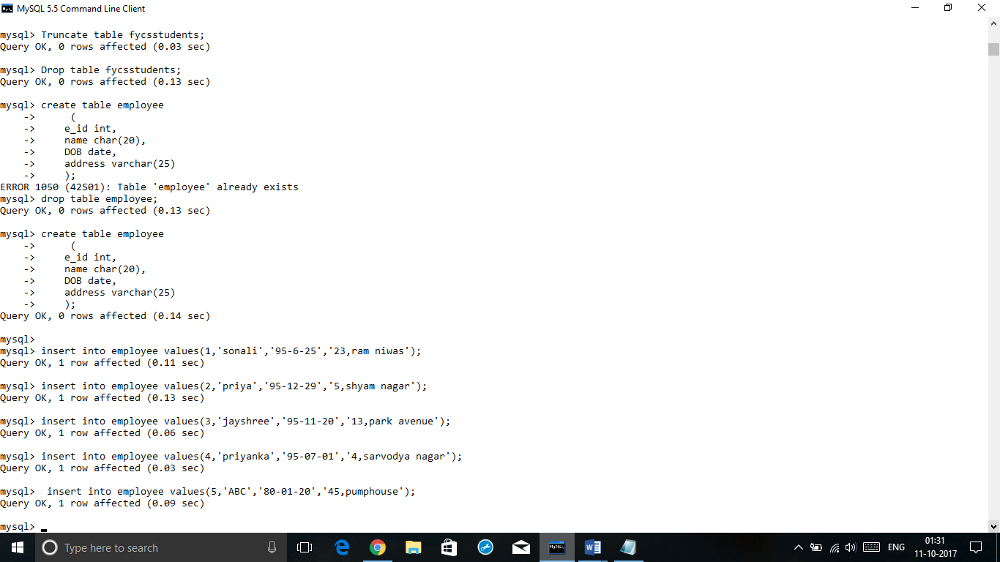 MySQL 5.5 Command Line Client
mysql> Truncate table fycsstudents;
Query OK, 0 rows affected (0.03 sec)
mysql> Drop table fycsstudents;
Query OK, 0 rows affected (0.13 sec)
mysql> create table employee
    ->      (
    ->     e_id int,
    ->     name char(20),
    ->     DOB date,
    ->     address varchar(25)
    ->     );
ERROR 1050 (42S01): Table 'employee' already exists
mysql> drop table employee;
Query OK, 0 rows affected (0.13 sec)
mysql> create table employee
    ->      (
    ->     e_id int,
    ->     name char(20),
    ->     DOB date,
    ->     address varchar(25)
    ->     );
Query OK, 0 rows affected (0.14 sec)
mysql>
mysql> insert into employee values(1,'sonali','95-6-25','23,ram niwas');
Query OK, 1 row affected (0.11 sec)
mysql> insert into employee values(2,'priya','95-12-29','5,shyam nagar');
Query OK, 1 row affected (0.13 sec)
mysql> insert into employee values(3,'jayshree','95-11-20','13,park avenue');
Query OK, 1 row affected (0.06 sec)
mysql> insert into employee values(4,'priyanka','95-07-01','4,sarvodya nagar');
Query OK, 1 row affected (0.03 sec)
mysql>  insert into employee values(5,'ABC','80-01-20','45,pumphouse');
Query OK, 1 row affected (0.09 sec)
mysql> _
Type here to search
ENG
01:31
11-10-2017